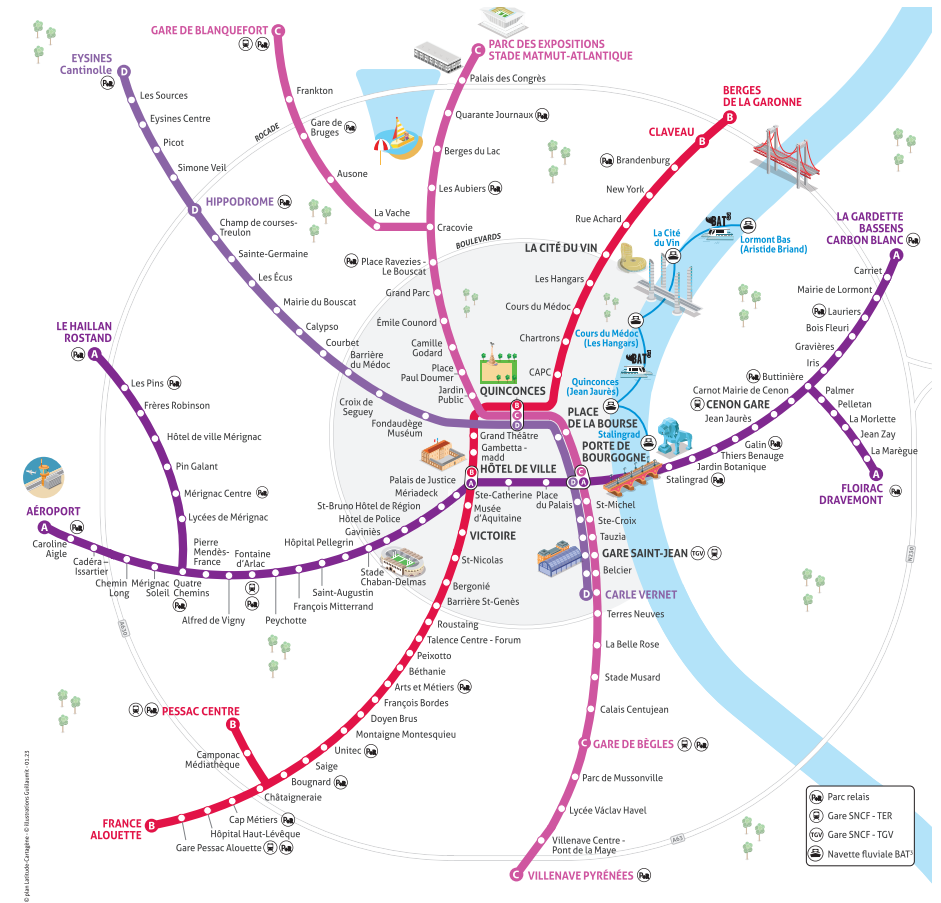 GARE DE BLANQUEFORT
C
PARC DES EXPOSITIONS
STADE MATMUT-ATLANTIQUE
C
EYSINES
Cantinolle
D
Palais des Congrès
BERGES
DE LA GARONNE
B
Les Sources
Frankton
Quarante Journaux
Eysines Centre
Gare de
Bruges
ROCADE
CLAVEAU
B
Picot
Berges du Lac
Brandenburg
Simone Veil
Ausone
Les Aubiers
New York
HIPPODROME
D
La Vache
Cracovie
Rue Achard
BAT³
LA GARDETTE
BASSENS
CARBON BLANC
A
Champ de courses-
Treulon
BOULEVARDS
LA CITÉ DU VIN
La Cité
du Vin
Lormont Bas
(Aristide Briand)
Sainte-Germaine
Place Ravezies -
Le Bouscat
Les Écus
Les Hangars
Carriet
Mairie du Bouscat
Grand Parc
Cours du Médoc
Mairie de Lormont
Calypso
Émile Counord
Lauriers
LE HAILLAN
ROSTAND
A
Courbet
Camille
Godard
Chartrons
Cours du Médoc
(Les Hangars)
Bois Fleuri
Barrière
du Médoc
Place
Paul Doumer
CAPC
BAT³
Gravières
Iris
Les Pins
Jardin
Public
QUINCONCES
Quinconces
(Jean Jaurès)
Buttinière
Carnot Mairie de Cenon
Palmer
Frères Robinson
Croix de
Seguey
B
C
D
PLACE
DE LA BOURSE
CENON GARE
Pelletan
Fondaudège
Muséum
Grand Théâtre
Stalingrad
Jean Jaurès
La Morlette
Hôtel de ville Mérignac
Gambetta-
madd
PORTE DE
BOURGOGNE
Galin
Jean Zay
Thiers Benauge
La Marègue
Pin Galant
HÔTEL DE VILLE
B
A
C
D
A
Jardin Botanique
Stalingrad
A
FLOIRAC
DRAVEMONT
Palais de Justice
Mérignac Centre
Mériadeck
Ste-Catherine
Place
du Palais
St-Bruno Hôtel de Région
Musée
d'Aquitaine
St-Michel
AÉROPORT
A
Lycées de Mérignac
Hôtel de Police
Ste-Croix
Gaviniès
VICTOIRE
Tauzia
Caroline
Aigle
Pierre
Mendès-
France
Fontaine
d'Arlac
Hôpital Pellegrin
GARE SAINT-JEAN
TGV
N230
Cadéra–
Issartier
St-Nicolas
Belcier
Chemin
Long
Mérignac
Soleil
Quatre
Chemins
Stade
Chaban-Delmas
Bergonié
D
CARLE VERNET
Saint-Augustin
Barrière St-Genès
François Mitterrand
Terres Neuves
Alfred de Vigny
Peychotte
Roustaing
A630
Talence Centre - Forum
La Belle Rose
Peixotto
Béthanie
Stade Musard
Arts et Métiers
François Bordes
PESSAC CENTRE
B
Doyen Brus
Calais Centujean
Montaigne Montesquieu
C
GARE DE BÈGLES
Camponac
Médiathèque
Unitec
Saige
Bougnard
Parc de Mussonville
Châtaigneraie
Lycée Václav Havel
FRANCE
ALOUETTE
B
Cap Métiers
Hôpital Haut-Lévêque
Gare Pessac Alouette
Villenave Centre -
Pont de la Maye
A63
C
VILLENAVE PYRÉNÉES
Parc relais
Gare SNCF - TER
TGV
Gare SNCF - TGV
Navette fluviale BAT³
© plan Latitude-Cartagène - © illustrations Guillaumit - 01.23